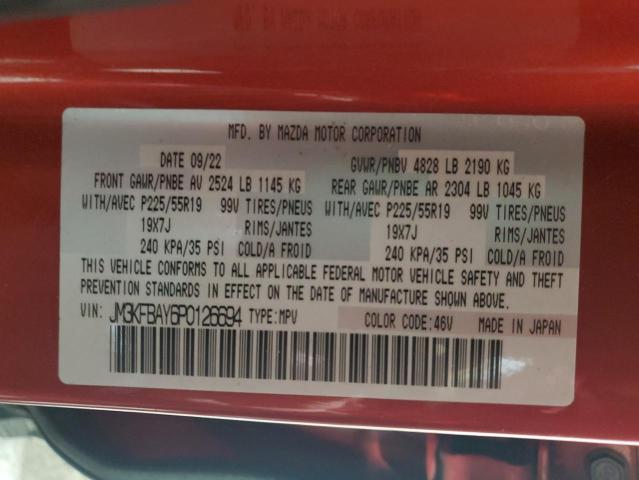 MFD. BY MAZDA MOTOR CORPORATION
DATE 09/22 GVWR/PNBV 4828 LB 2190 KG
FRONT GAWR/PNBE AV 2524 LB 1145 KG REAR GAWR/PNBE AR 2304 LB 1045 KG
WITH/AVEC P225/55R19 99V TIRES/PNEUS WITH/AVEC P225/55R19 99V TIRES/PNEUS
19X7J RIMS/JANTES 19X7J RIMS/JANTES
240 KPA/35 PSI COLD/A FROID 240 KPA/35 PSI COLD/A FROID
THIS VEHICLE CONFORMS TO ALL APPLICABLE FEDERAL MOTOR VEHICLE SAFETY AND THEFT
PREVENTION STANDARDS IN EFFECT ON THE DATE OF MANUFACTURE SHOWN ABOVE.
VIN: JM3KFBAY6P0126694 TYPE:MPV COLOR CODE:46V MADE IN JAPAN